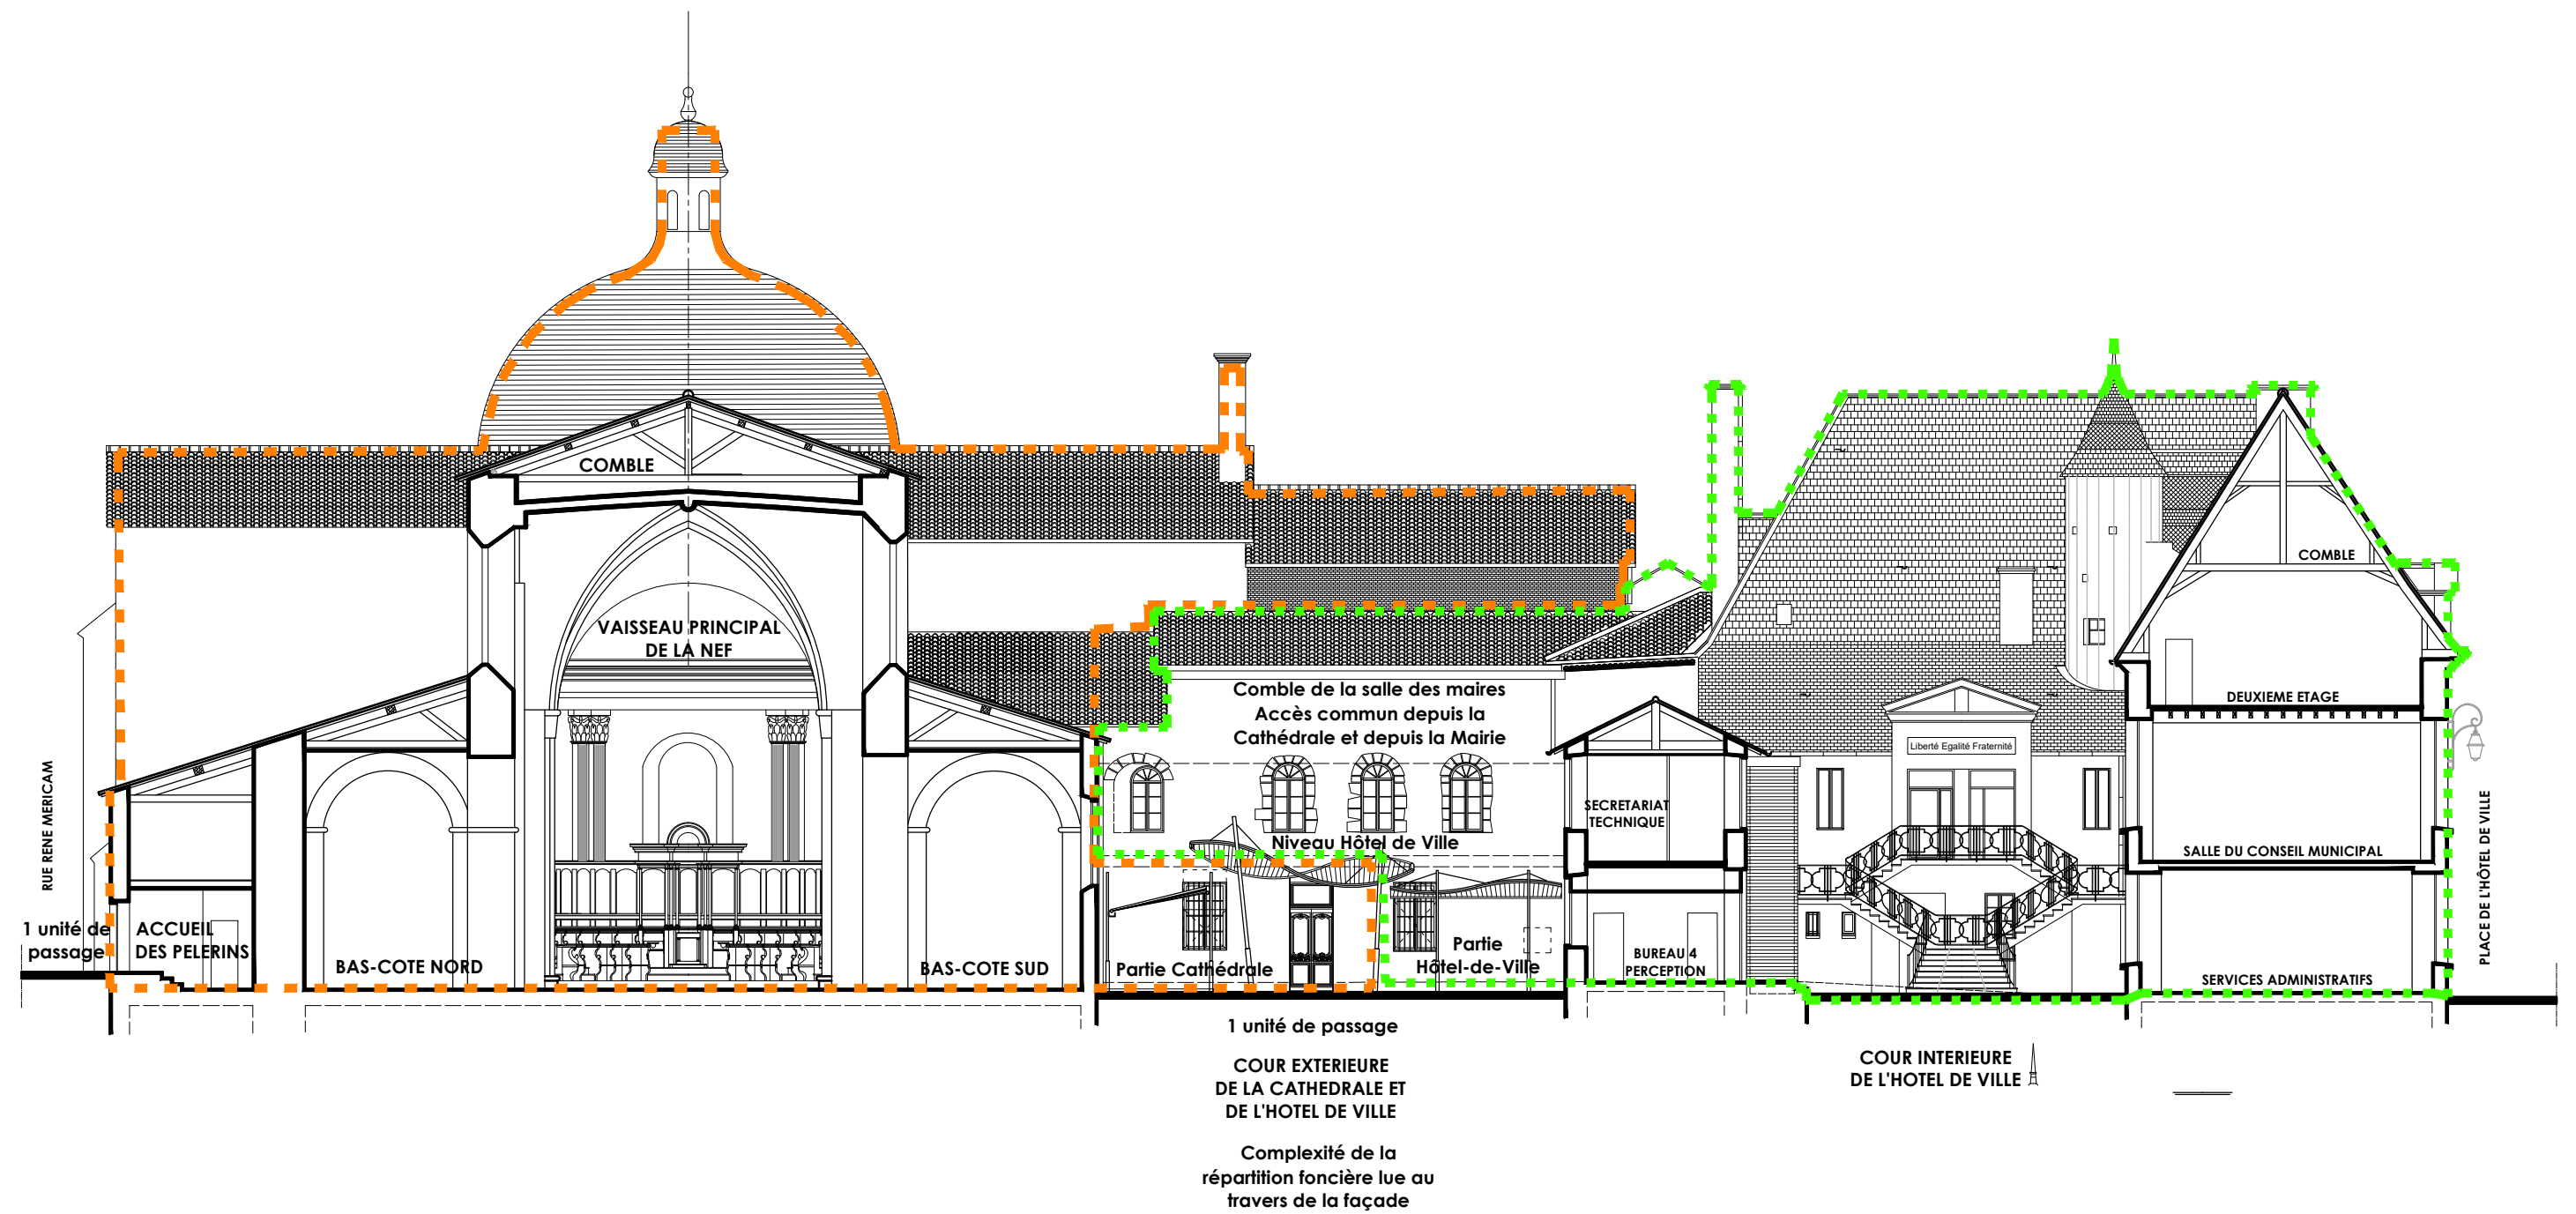 COMBLE
VAISSEAU PRINCIPAL
DE LA NEF
RUE RENE MERICAM
1 unité de
passage
ACCUEIL
DES PELERINS
BAS-COTE NORD
BAS-COTE SUD
Comble de la salle des maires
Accès commun depuis la
Cathédrale et depuis la Mairie
Niveau Hôtel de Ville
Partie Cathédrale
Partie
Hôtel-de-Ville
SECRETARIAT
TECHNIQUE
BUREAU 4
PERCEPTION
Liberté Egalité Fraternité
COMBLE
DEUXIEME ETAGE
SALLE DU CONSEIL MUNICIPAL
SERVICES ADMINISTRATIFS
PLACE DE L'HÔTEL DE VILLE
1 unité de passage
COUR EXTERIEURE
DE LA CATHEDRALE ET
DE L'HOTEL DE VILLE
COUR INTERIEURE
DE L'HOTEL DE VILLE
Complexité de la
répartition foncière lue au
travers de la façade